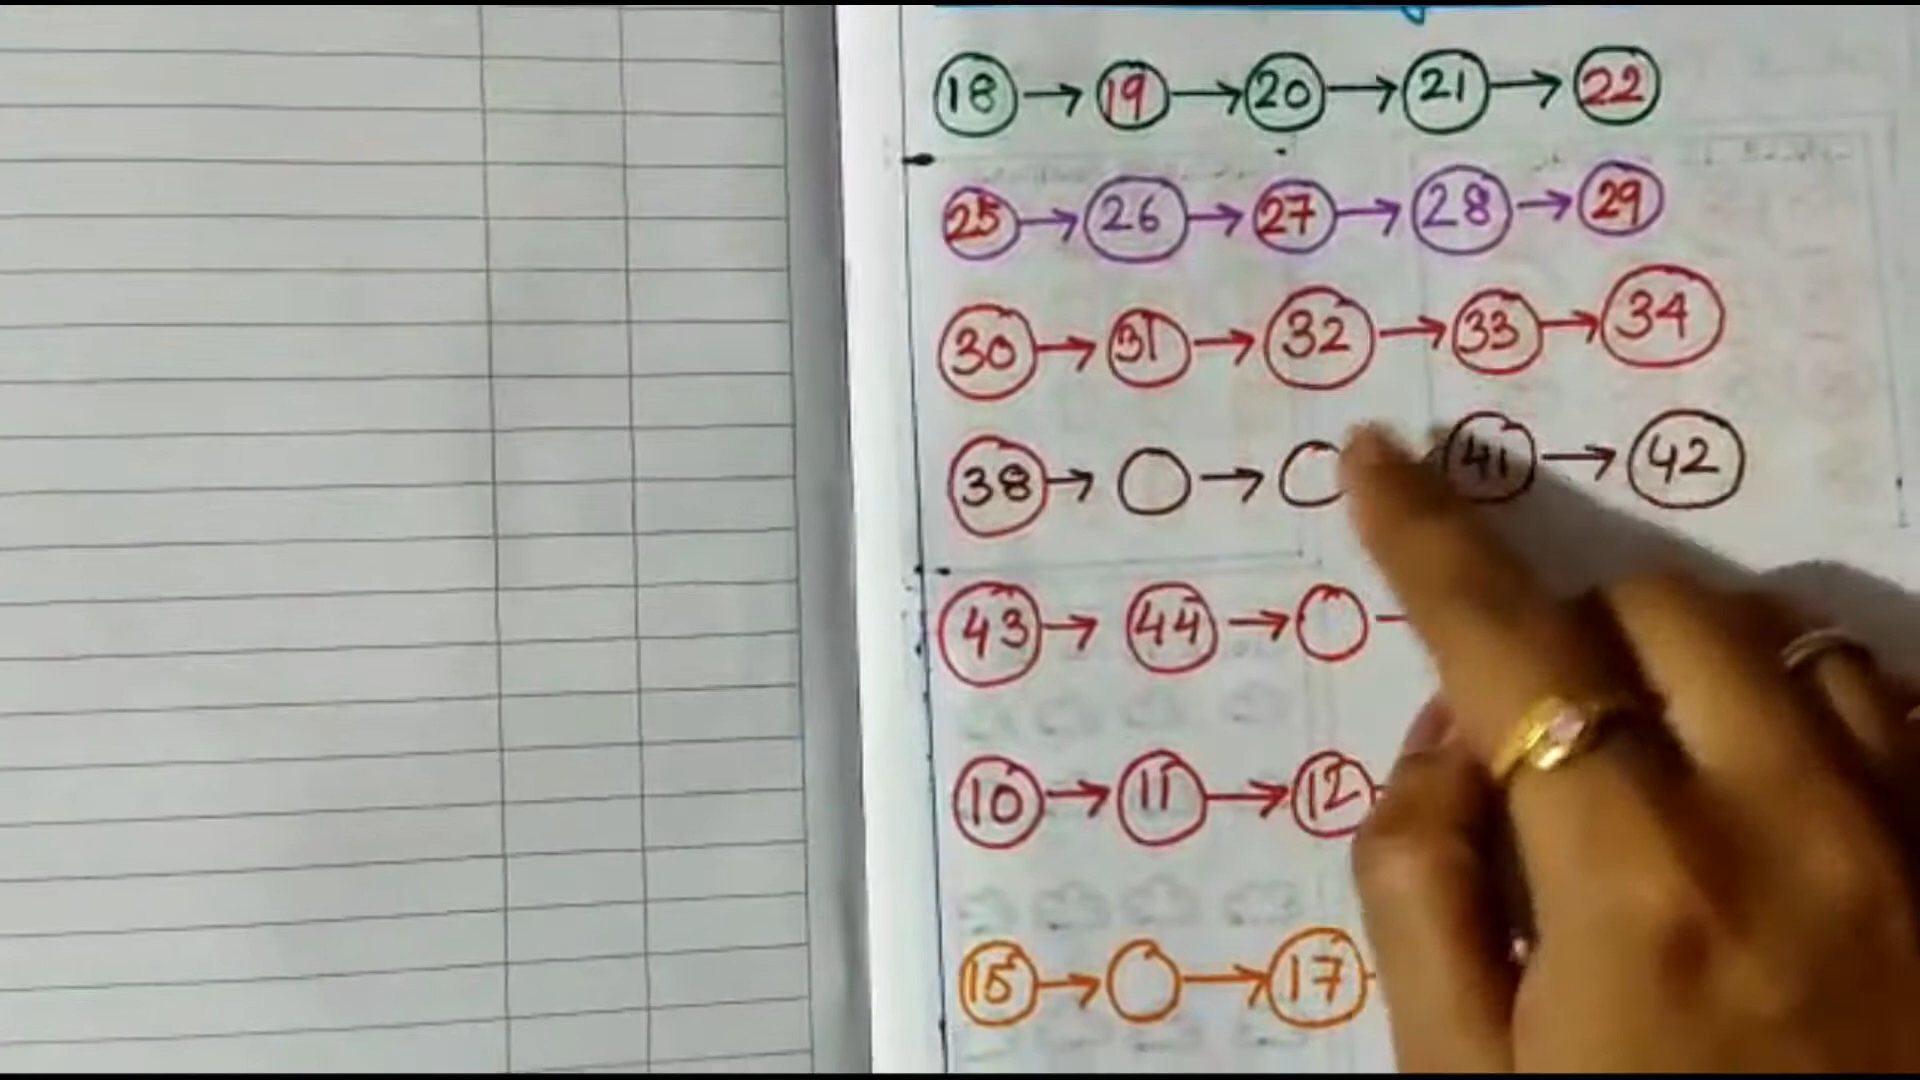 18 → 19 → 20 → 21 → 22
25 → 26 → 27 → 28 → 29
30 → 31 → 32 → 33 → 34
38 → ○ → ○ 41 → 42
43 → 44 → ○
10 → 11 → 12
15 → ○ → 17